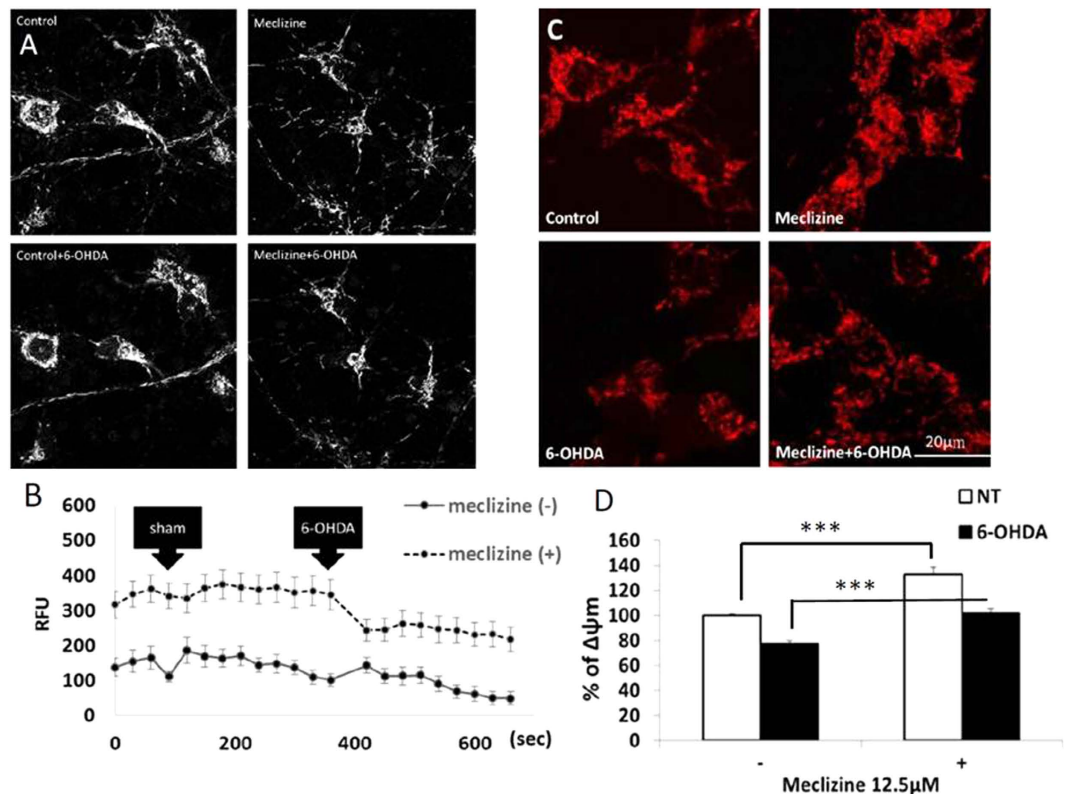 Control
A
Meclizine
Control+6-OHDA
Meclizine+6-OHDA
C
Control
Meclizine
6-OHDA
Meclizine+6-OHDA
20μm
B
600
500
400
300
200
100
0
RFU
sham
6-OHDA
meclizine (-)
meclizine (+)
0
200
400
600
(sec)
D
NT
6-OHDA
***
***
160
140
120
100
80
60
40
20
0
% of Δψm
-
+
Meclizine 12.5μM